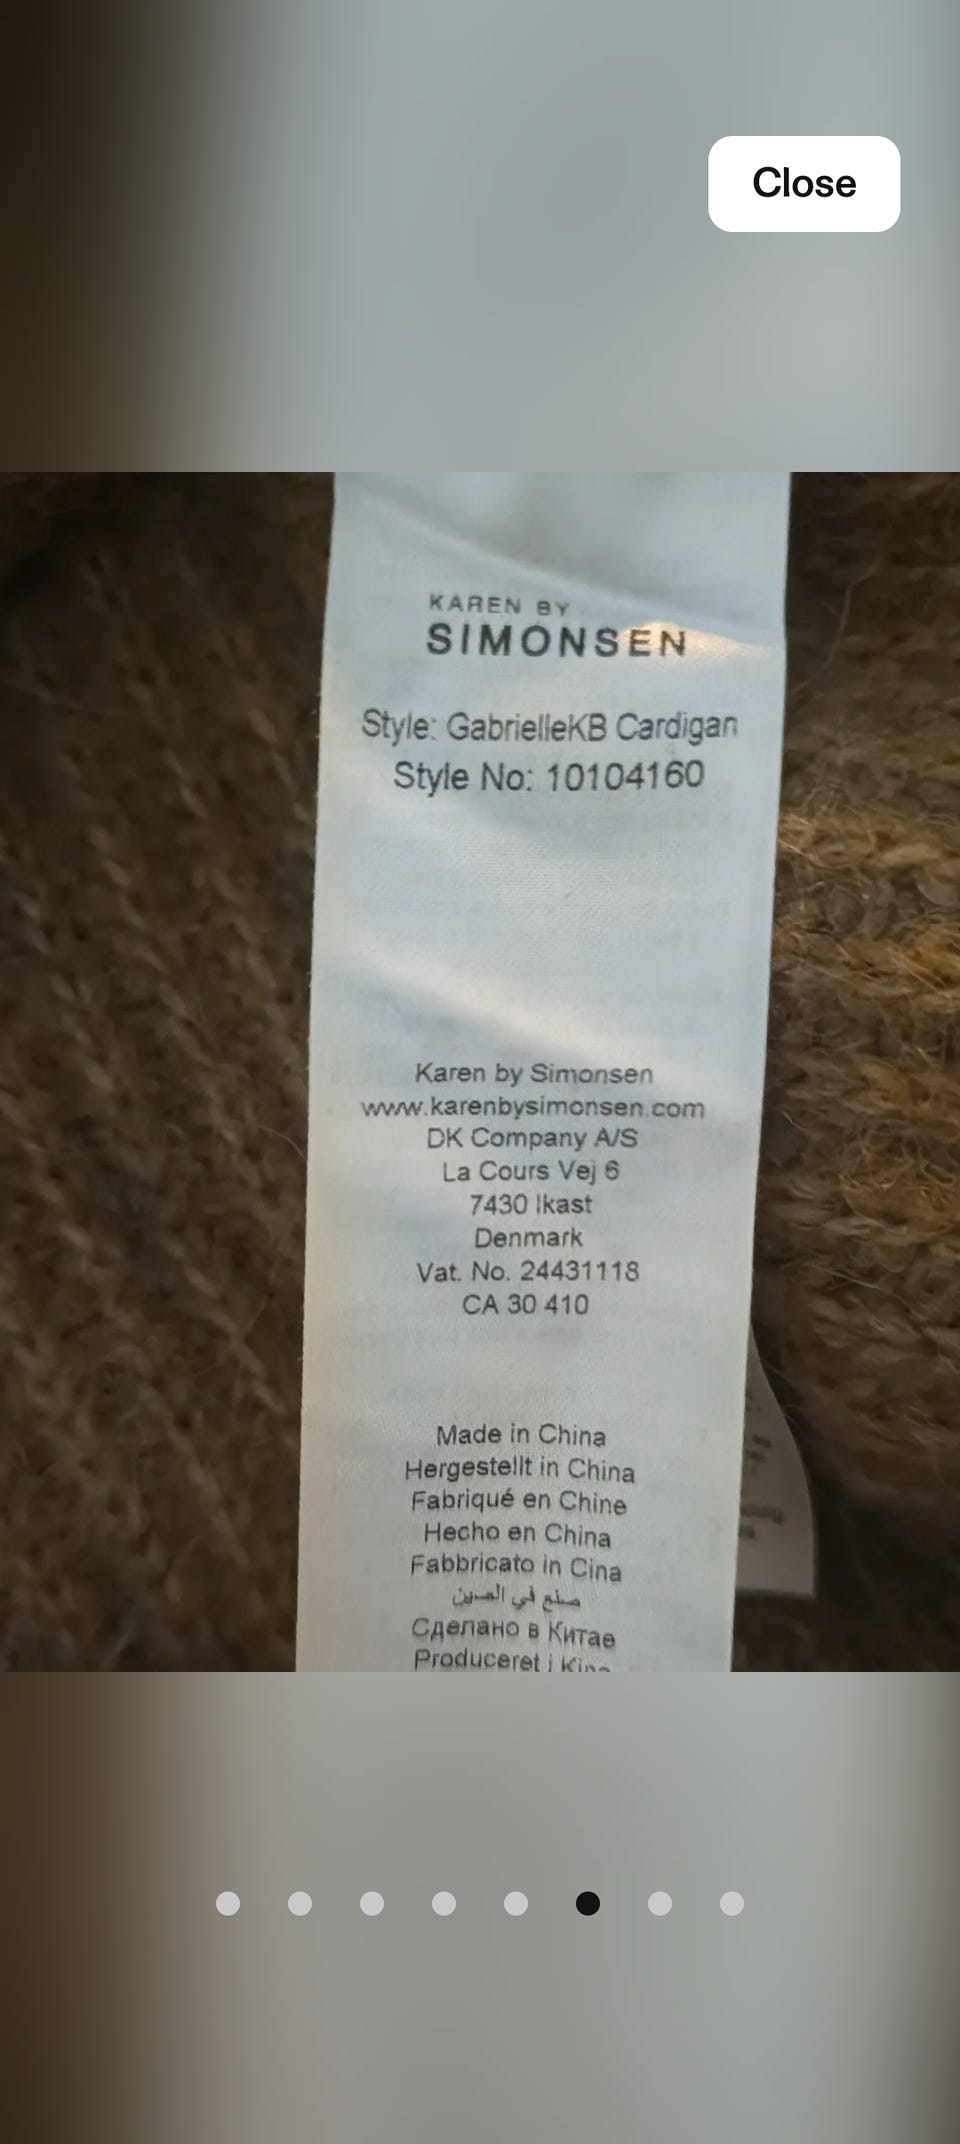 Close
KAREN BY
SIMONSEN
Style: GabrielleKB Cardigan
Style No: 10104160
Karen by Simonsen
www.karenbysimonsen.com
DK Company A/S
La Cours Vej 6
7430 Ikast
Denmark
Vat. No. 24431118
CA 30 410
Made in China
Hergestellt in China
Fabriqué en Chine
Hecho en China
Fabbricato in Cina
صنع في الصين
Сделано в Китае
Produceret i Kina